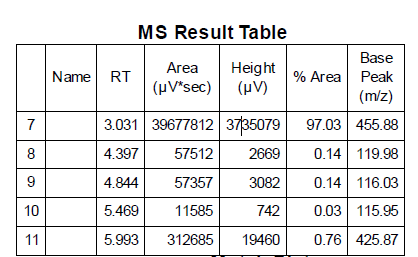 MS Result Table
Name RT Area (µV*sec) Height (µV) % Area Base Peak (m/z)
7 3.031 39677812 3735079 97.03 455.88
8 4.397 57512 2669 0.14 119.98
9 4.844 57357 3082 0.14 116.03
10 5.469 11585 742 0.03 115.95
11 5.993 312685 19460 0.76 425.87